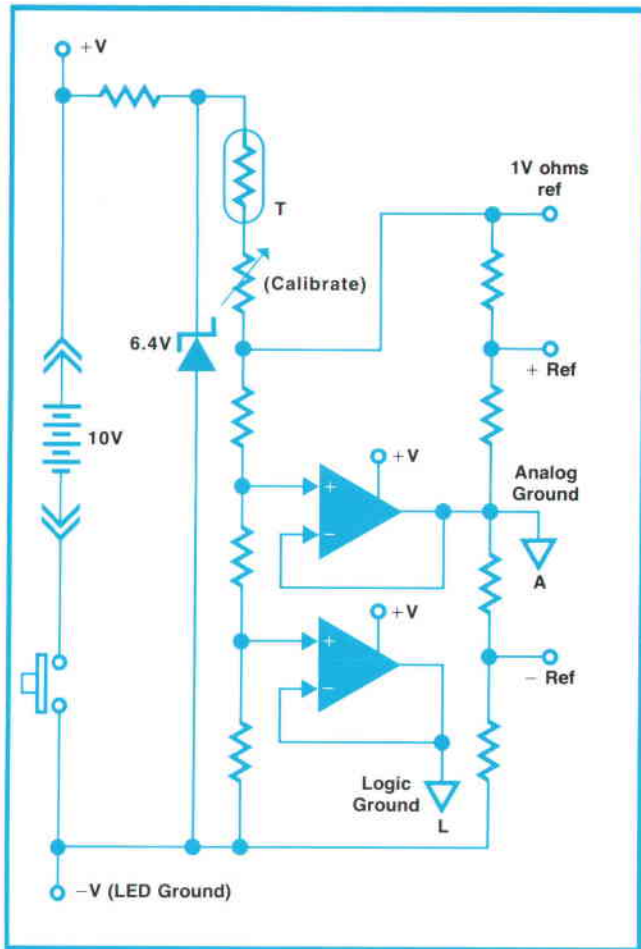 +V
1V ohms
ref
T
(Calibrate)
6.4V
+ Ref
10V
+V
Analog
Ground
+
−
A
+V
+
−
− Ref
Logic
Ground
L
−V (LED Ground)